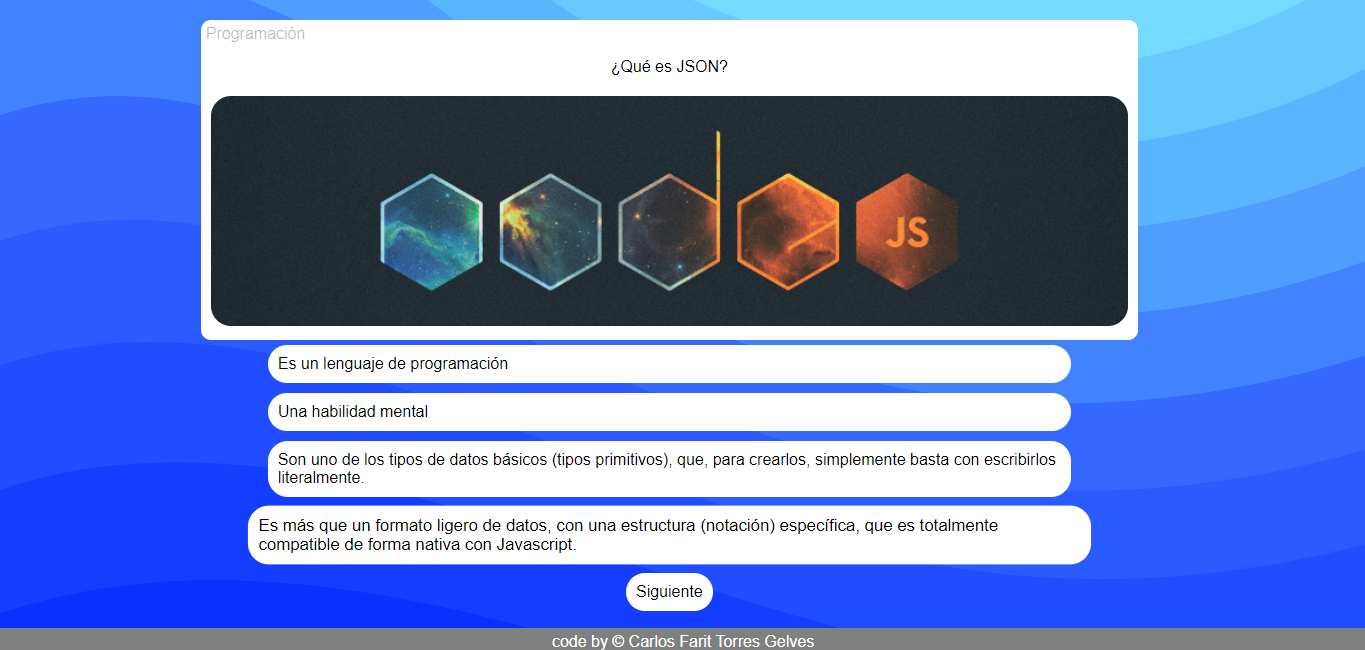 Programación
¿Qué es JSON?
JS
Es un lenguaje de programación
Una habilidad mental
Son uno de los tipos de datos básicos (tipos primitivos), que, para crearlos, simplemente basta con escribirlos
literalmente.
Es más que un formato ligero de datos, con una estructura (notación) específica, que es totalmente
compatible de forma nativa con Javascript.
Siguiente
code by © Carlos Farit Torres Gelves